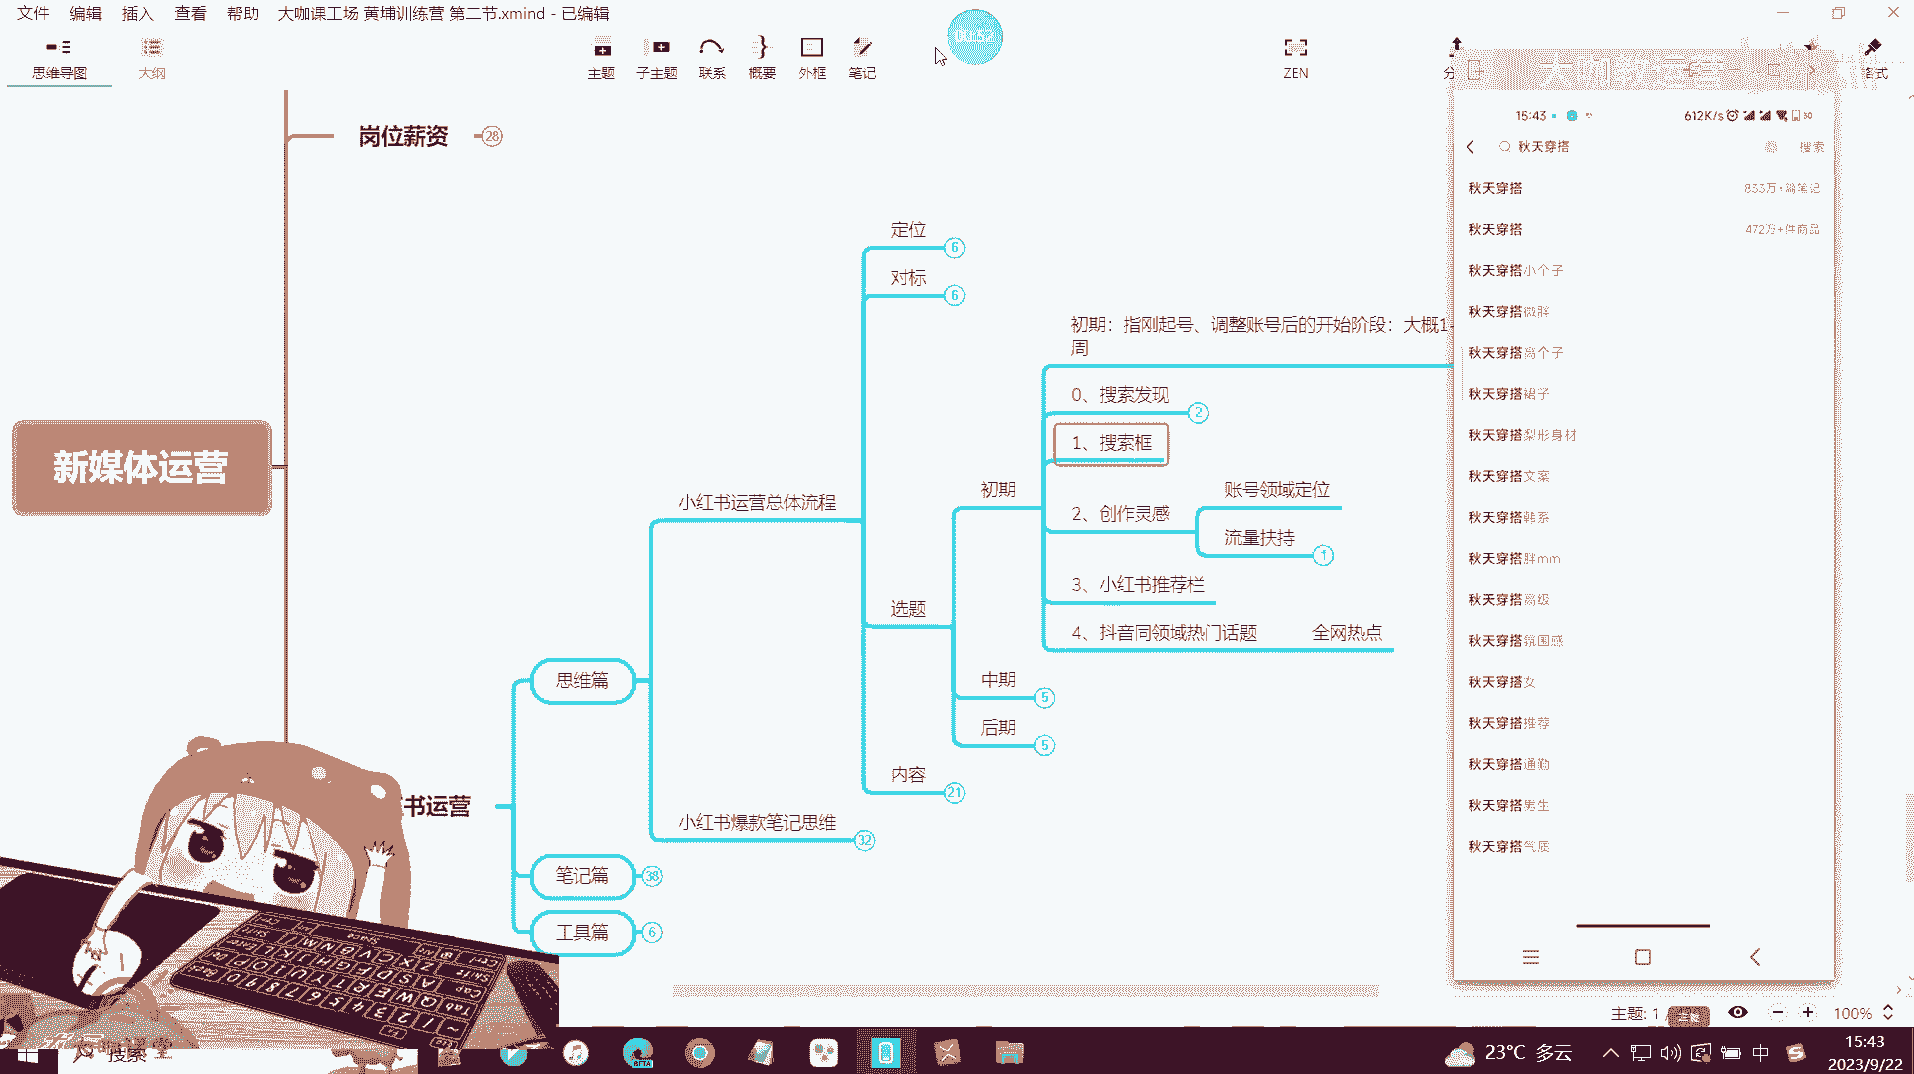 文件 编辑 插入 查看 帮助 大咖课工场 黄埔训练营 第二节.xmind - 已编辑
思维导图 大纲 主题 子主题 联系 概要 外框 笔记 ZEN
岗位薪资 28
新媒体运营
定位 6
对标 6
初期：指刚起号、调整账号后的开始阶段：大概1
周
0、搜索发现 2
1、搜索框
初期
账号领域定位
小红书运营总体流程
2、创作灵感
流量扶持 1
3、小红书推荐栏
选题
4、抖音同领域热门话题 全网热点
思维篇
中期 5
后期 5
内容 21
书运营
小红书爆款笔记思维 32
笔记篇 38
工具篇 6
15:43 612K/s
秋天穿搭 搜索
秋天穿搭 833万+篇笔记
秋天穿搭 472万+件商品
秋天穿搭小个子
秋天穿搭微胖
秋天穿搭高个子
秋天穿搭裙子
秋天穿搭梨形身材
秋天穿搭文案
秋天穿搭韩系
秋天穿搭胖mm
秋天穿搭高级
秋天穿搭氛围感
秋天穿搭女
秋天穿搭推荐
秋天穿搭通勤
秋天穿搭男生
秋天穿搭气质
主题: 1 100%
搜索 BETA 23°C 多云 中 15:43
2023/9/22